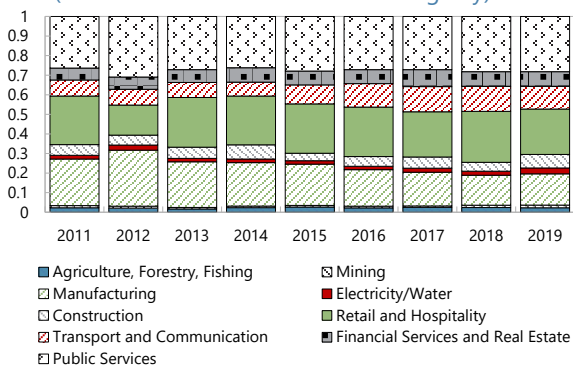 1
0.9
0.8
0.7
0.6
0.5
0.4
0.3
0.2
0.1
0
2011 2012 2013 2014 2015 2016 2017 2018 2019
Agriculture, Forestry, Fishing Mining
Manufacturing Electricity/Water
Construction Retail and Hospitality
Transport and Communication Financial Services and Real Estate
Public Services